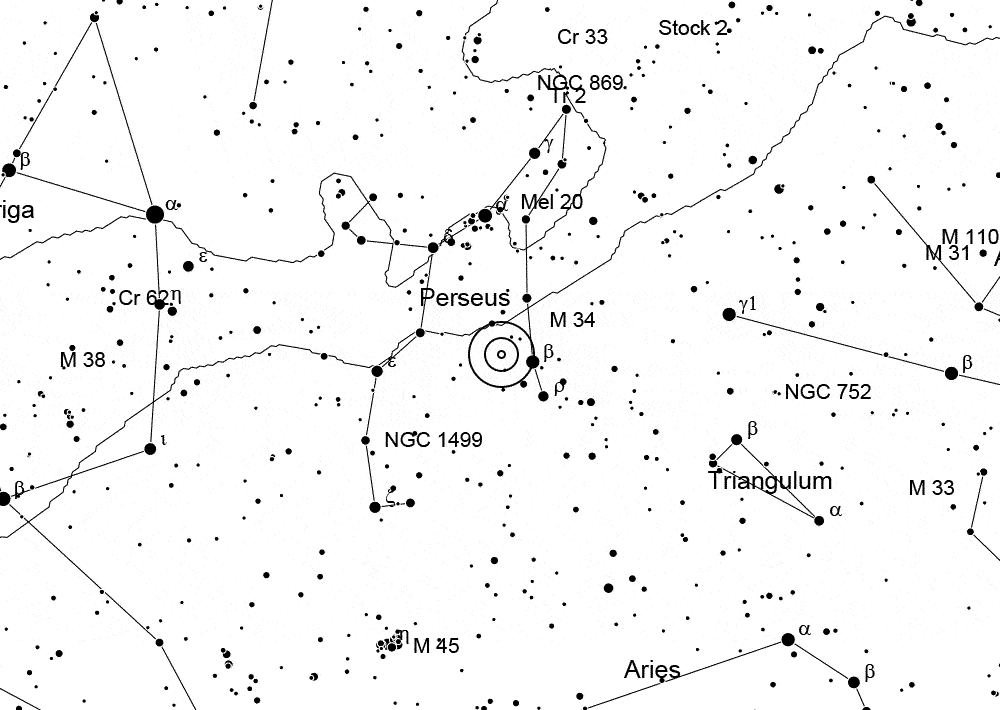 Stock 2
Cr 33
NGC 869
Tr 2
γ
β
α
Mel 20
α
riga
δ
M 110
M 31
A
ε
Perseus
Cr 62
η
γ1
M 34
β
M 38
ε
β
ρ
NGC 752
β
NGC 1499
ι
Triangulum
β
ζ
M 33
α
η
M 45
α
Aries
β